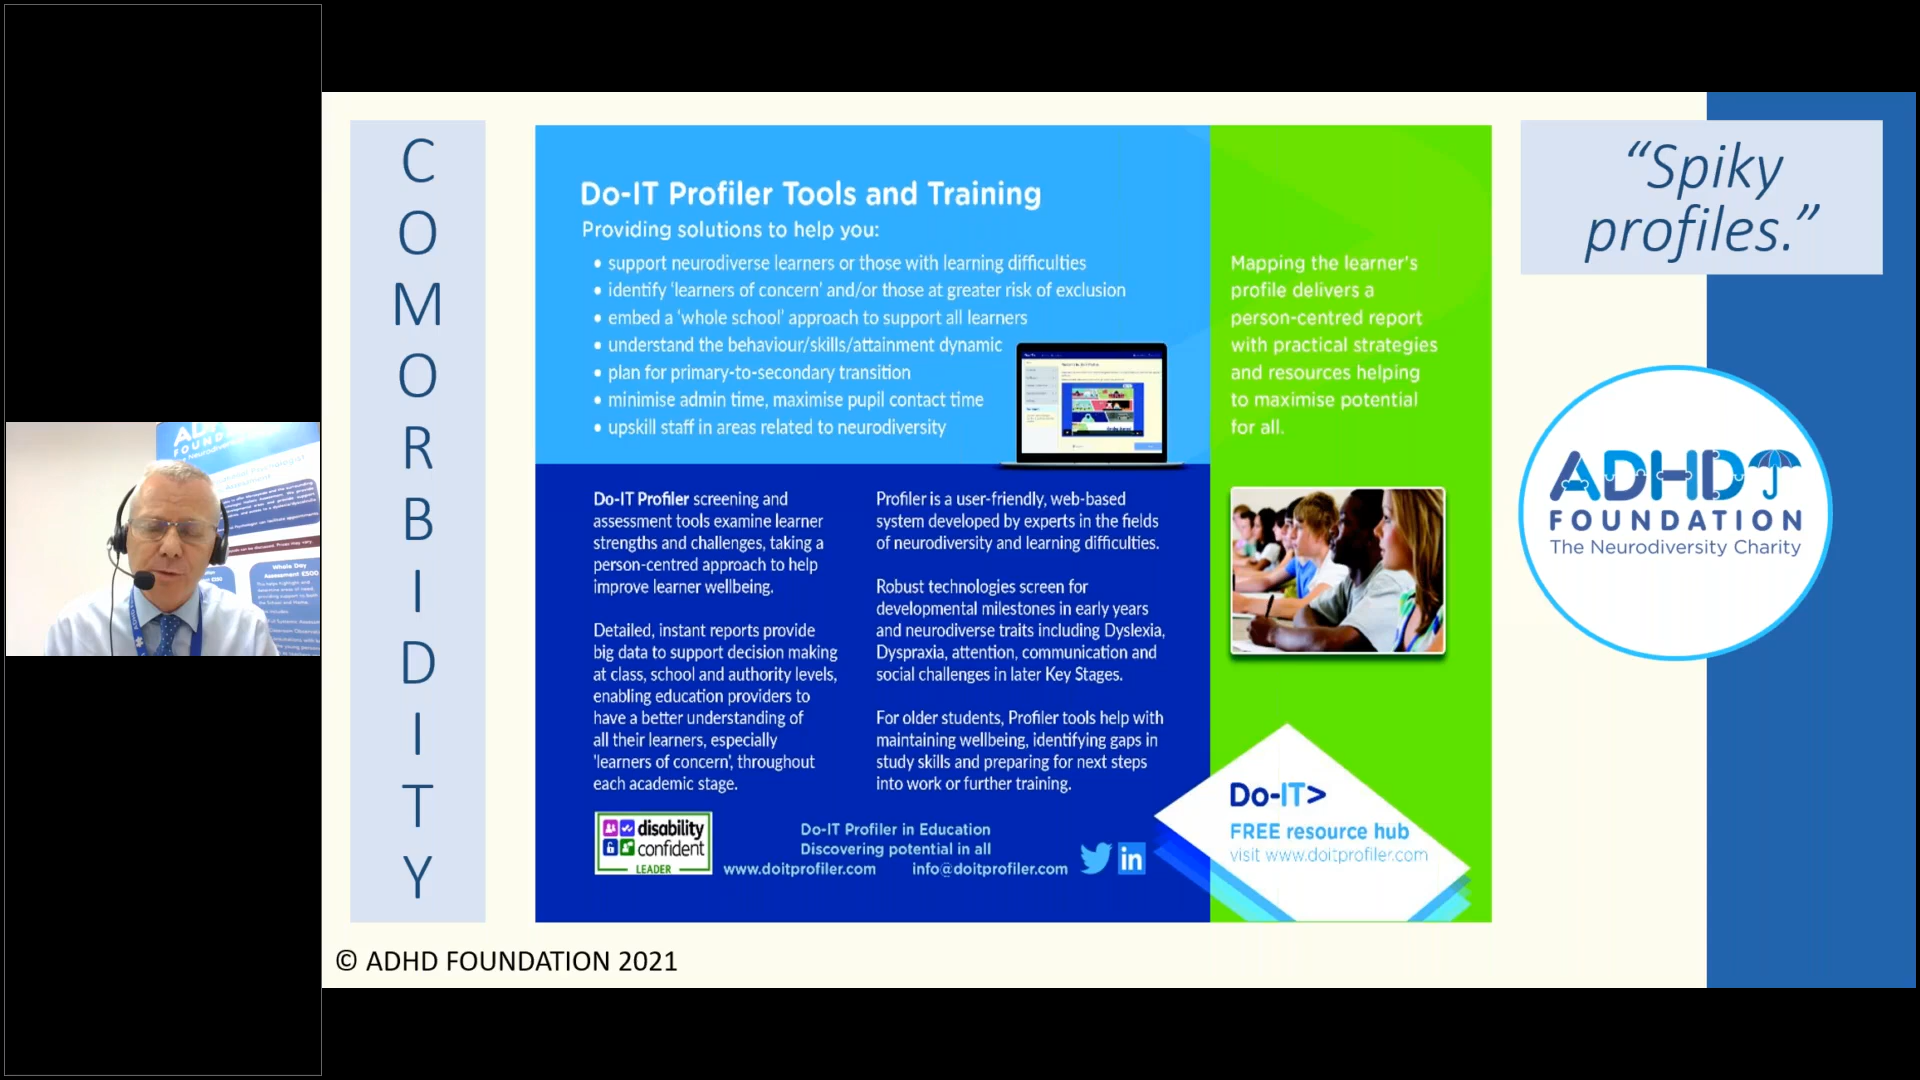 COMORBIDITY
Do-IT Profiler Tools and Training
Providing solutions to help you:
• support neurodiverse learners or those with learning difficulties
• identify 'learners of concern' and/or those at greater risk of exclusion
• embed a 'whole school' approach to support all learners
• understand the behaviour/skills/attainment dynamic
• plan for primary-to-secondary transition
• minimise admin time, maximise pupil contact time
• upskill staff in areas related to neurodiversity
Mapping the learner's
profile delivers a
person-centred report
with practical strategies
and resources helping
to maximise potential
for all.
Do-IT Profiler screening and
assessment tools examine learner
strengths and challenges, taking a
person-centred approach to help
improve learner wellbeing.
Detailed, instant reports provide
big data to support decision making
at class, school and authority levels,
enabling education providers to
have a better understanding of
all their learners, especially
'learners of concern', throughout
each academic stage.
Profiler is a user-friendly, web-based
system developed by experts in the fields
of neurodiversity and learning difficulties.
Robust technologies screen for
developmental milestones in early years
and neurodiverse traits including Dyslexia,
Dyspraxia, attention, communication and
social challenges in later Key Stages.
For older students, Profiler tools help with
maintaining wellbeing, identifying gaps in
study skills and preparing for next steps
into work or further training.
disability
confident
LEADER
Do-IT Profiler in Education
Discovering potential in all
www.doitprofiler.com info@doitprofiler.com
in
Do-IT>
FREE resource hub
visit www.doitprofiler.com
“Spiky
profiles.”
ADHD
FOUNDATION
The Neurodiversity Charity
© ADHD FOUNDATION 2021
FOUND
The Neurodiv
Whole Day
Assessment £500